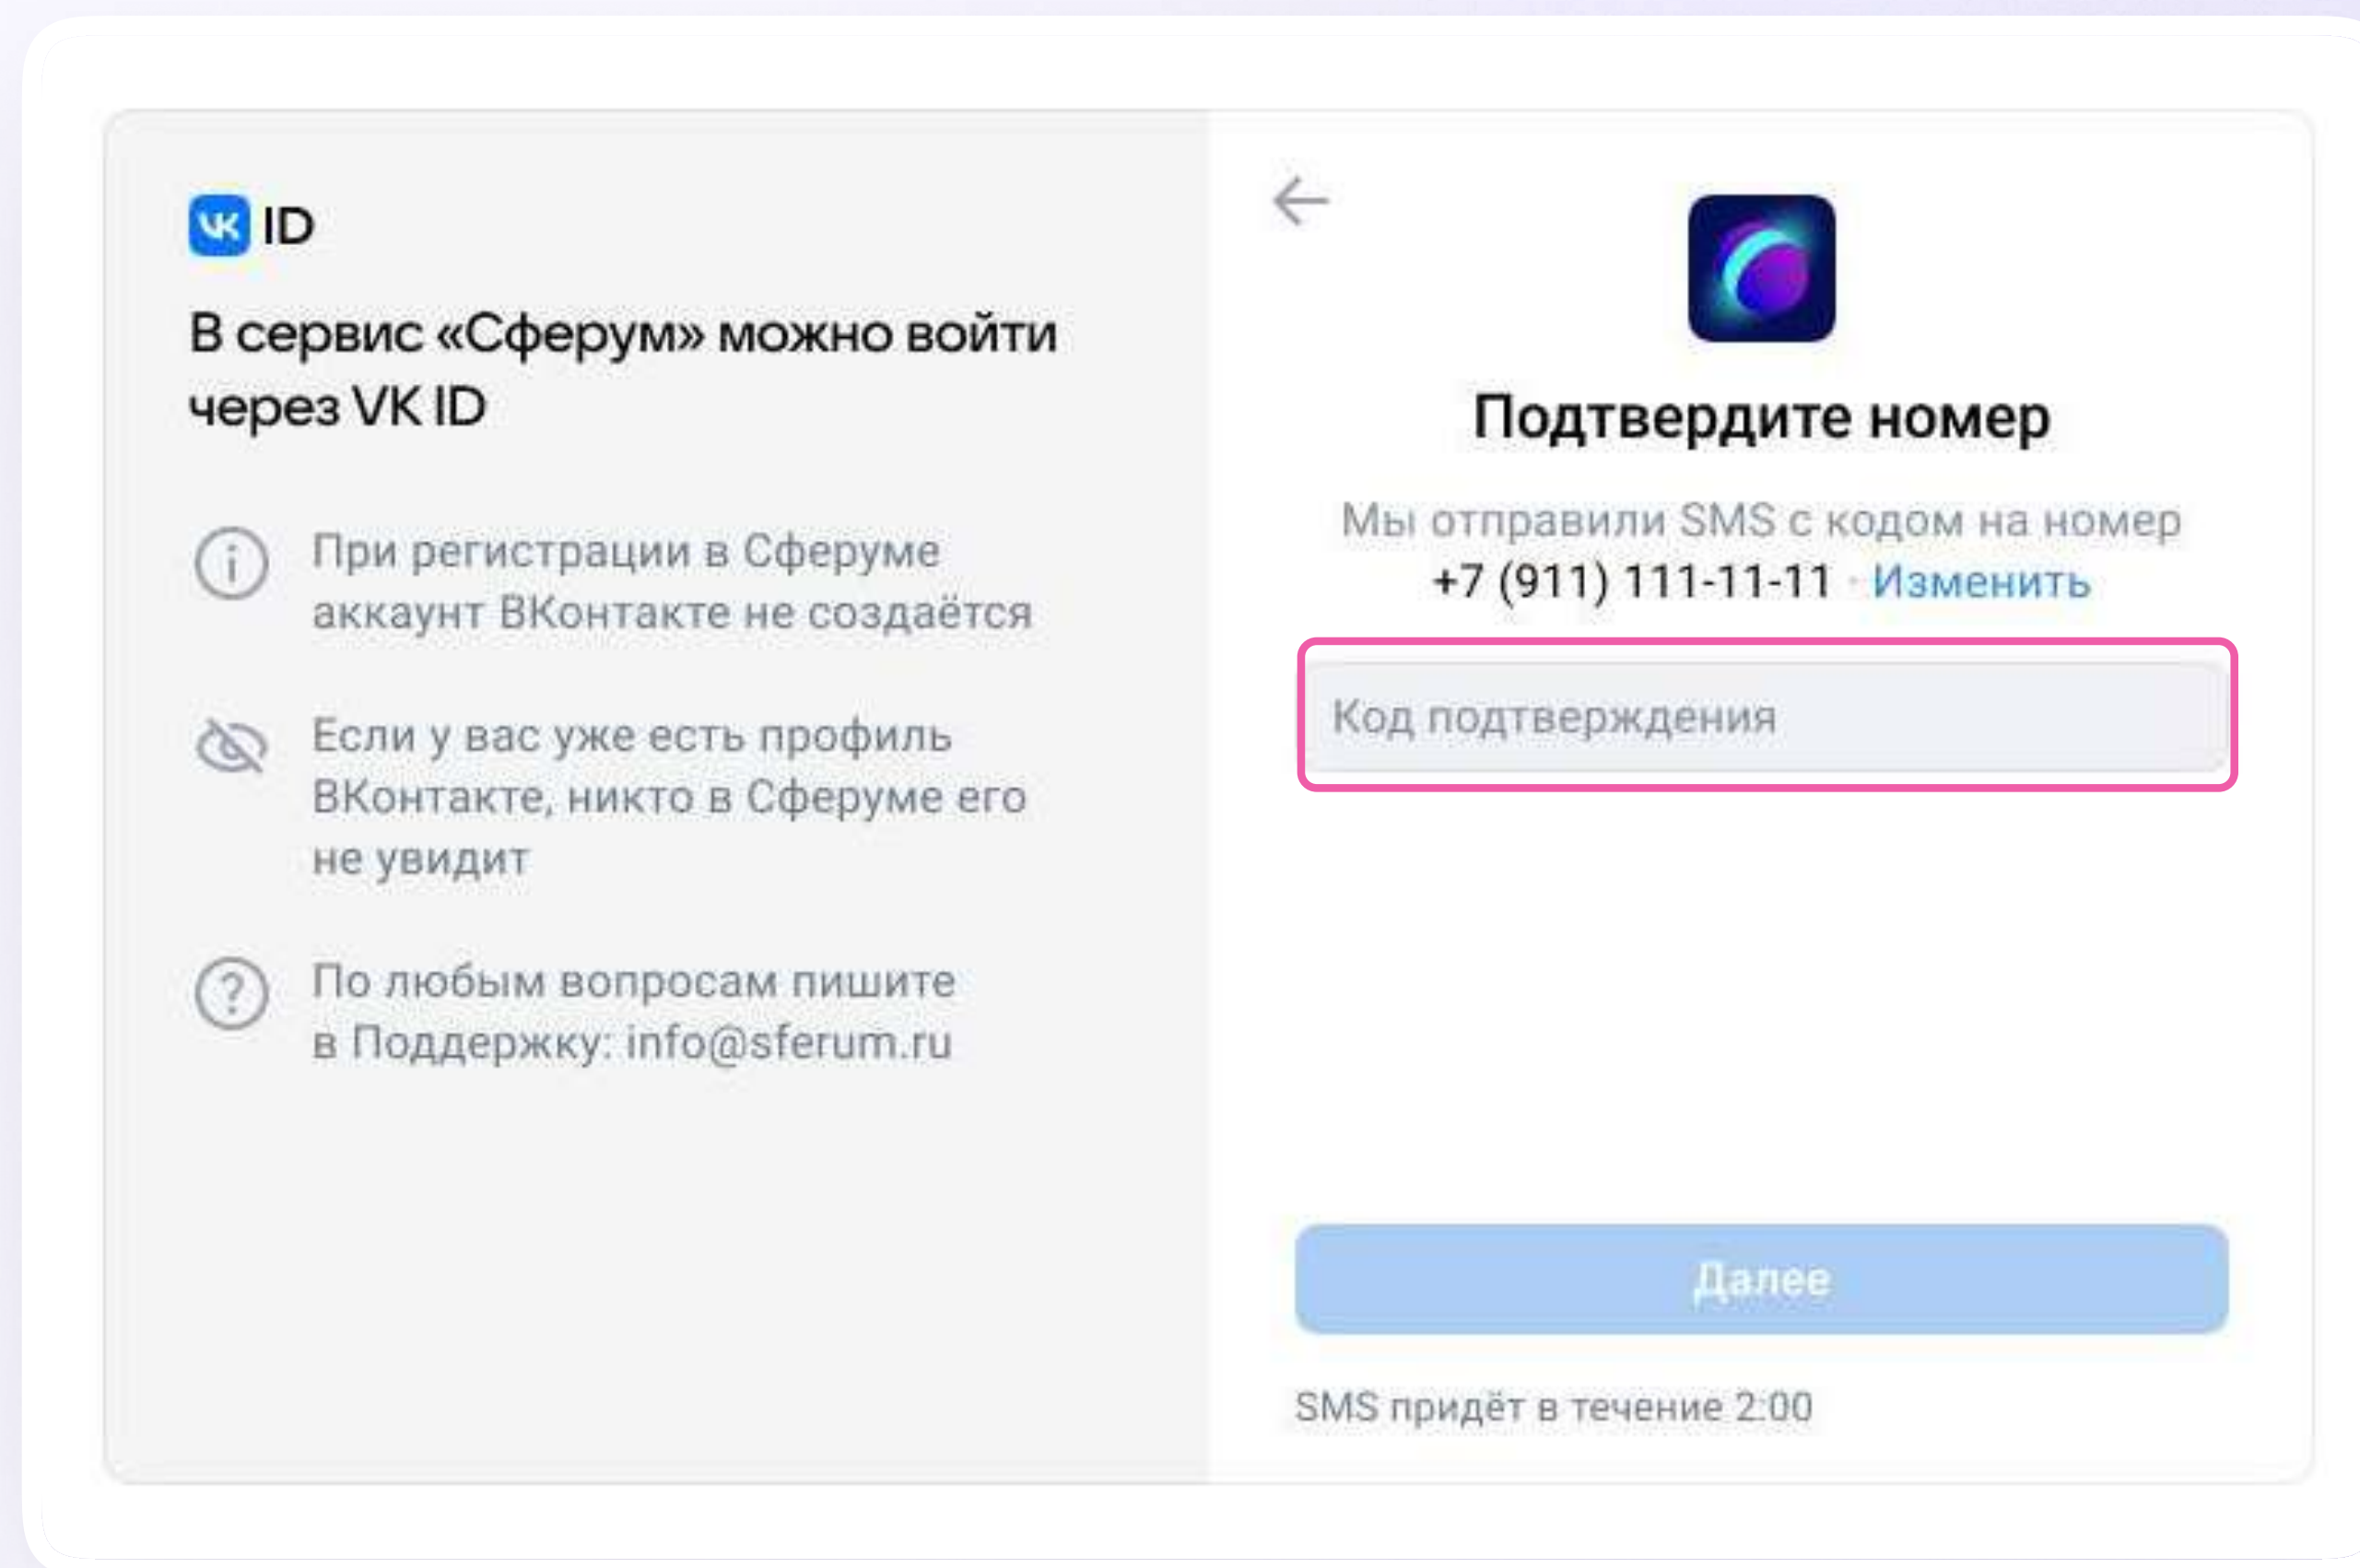 VK ID
В сервис «Сферум» можно войти
через VK ID
При регистрации в Сферуме
аккаунт ВКонтакте не создаётся
Если у вас уже есть профиль
ВКонтакте, никто в Сферуме его
не увидит
По любым вопросам пишите
в Поддержку: info@sferum.ru
Подтвердите номер
Мы отправили SMS с кодом на номер
+7 (911) 111-11-11 · Изменить
Код подтверждения
Далее
SMS придёт в течение 2:00